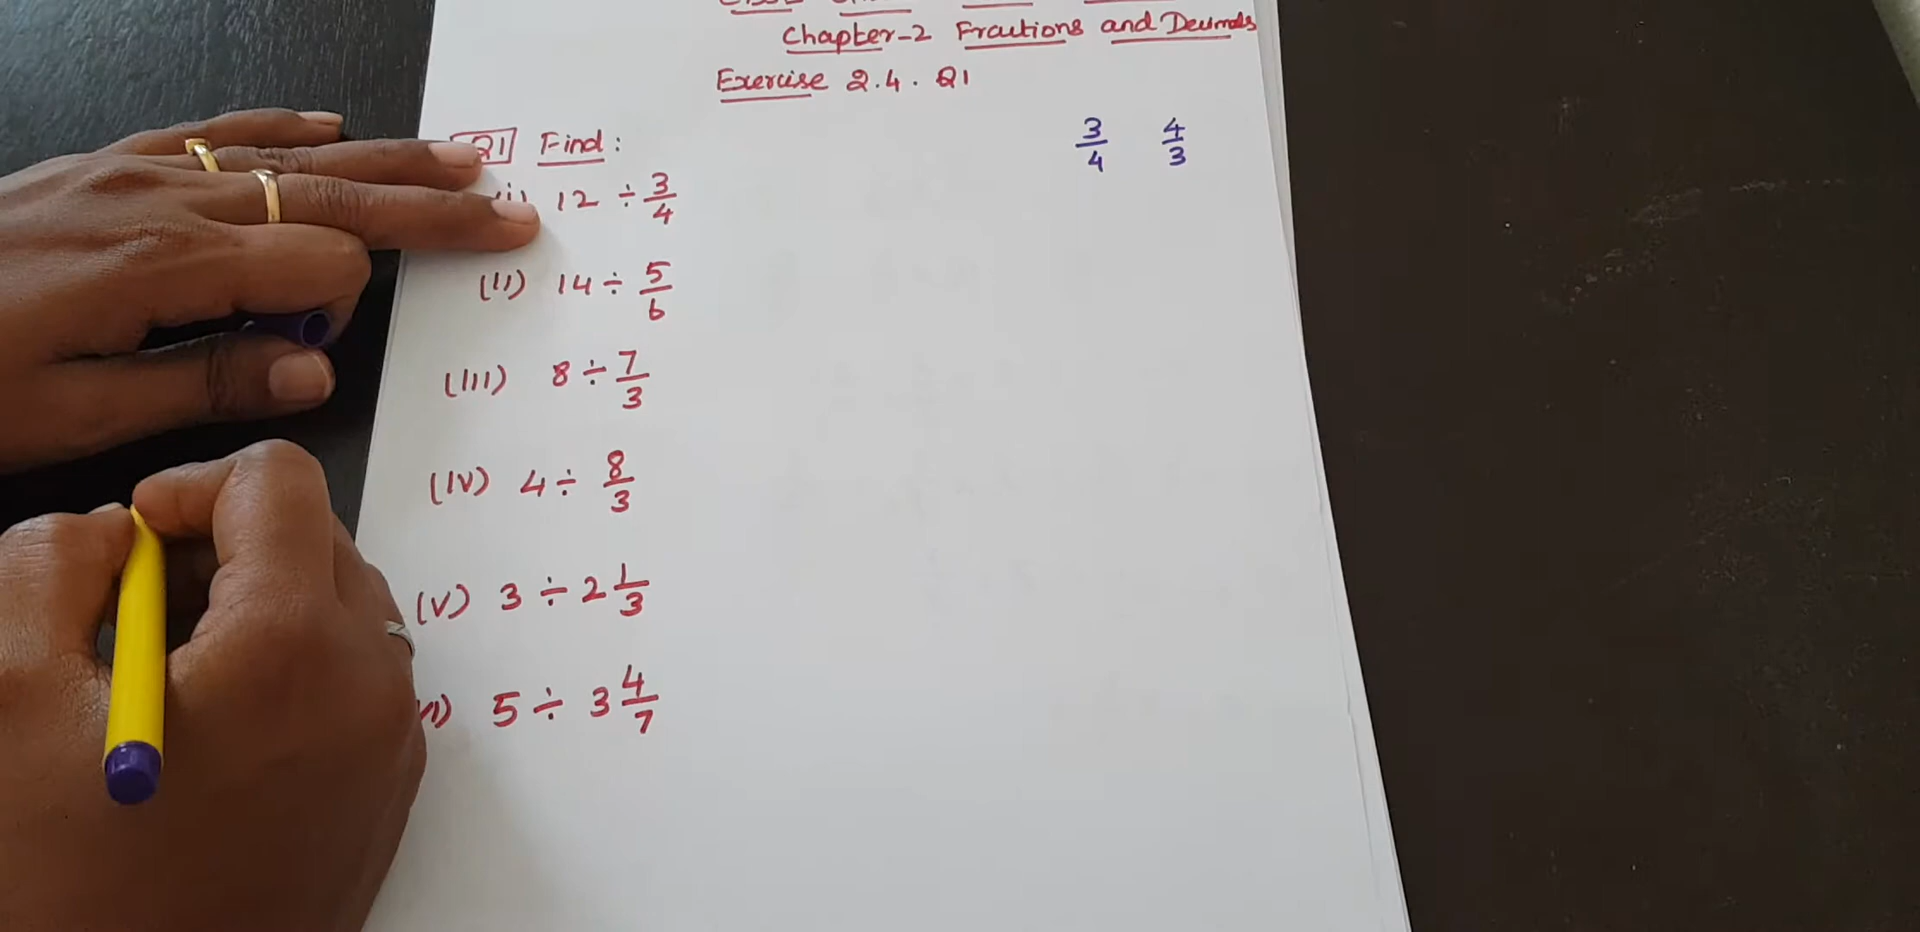 Chapter-2 Fractions and Decimals
Exercise 2.4. Q1
Q1 Find:
3/4 4/3
(i) 12 ÷ 3/4
(ii) 14 ÷ 5/6
(iii) 8 ÷ 7/3
(iv) 4 ÷ 8/3
(v) 3 ÷ 2 1/3
vi) 5 ÷ 3 4/7